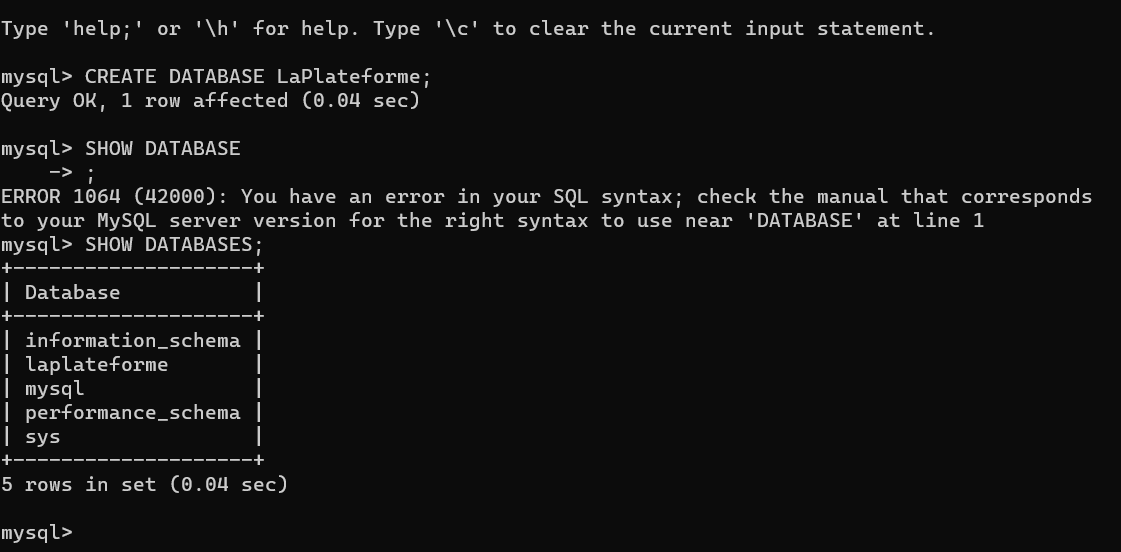 Type 'help;' or '\h' for help. Type '\c' to clear the current input statement.
mysql> CREATE DATABASE LaPlateforme;
Query OK, 1 row affected (0.04 sec)
mysql> SHOW DATABASE
    -> ;
ERROR 1064 (42000): You have an error in your SQL syntax; check the manual that corresponds
to your MySQL server version for the right syntax to use near 'DATABASE' at line 1
mysql> SHOW DATABASES;
+--------------------+
| Database           |
+--------------------+
| information_schema |
| laplateforme       |
| mysql              |
| performance_schema |
| sys                |
+--------------------+
5 rows in set (0.04 sec)
mysql>